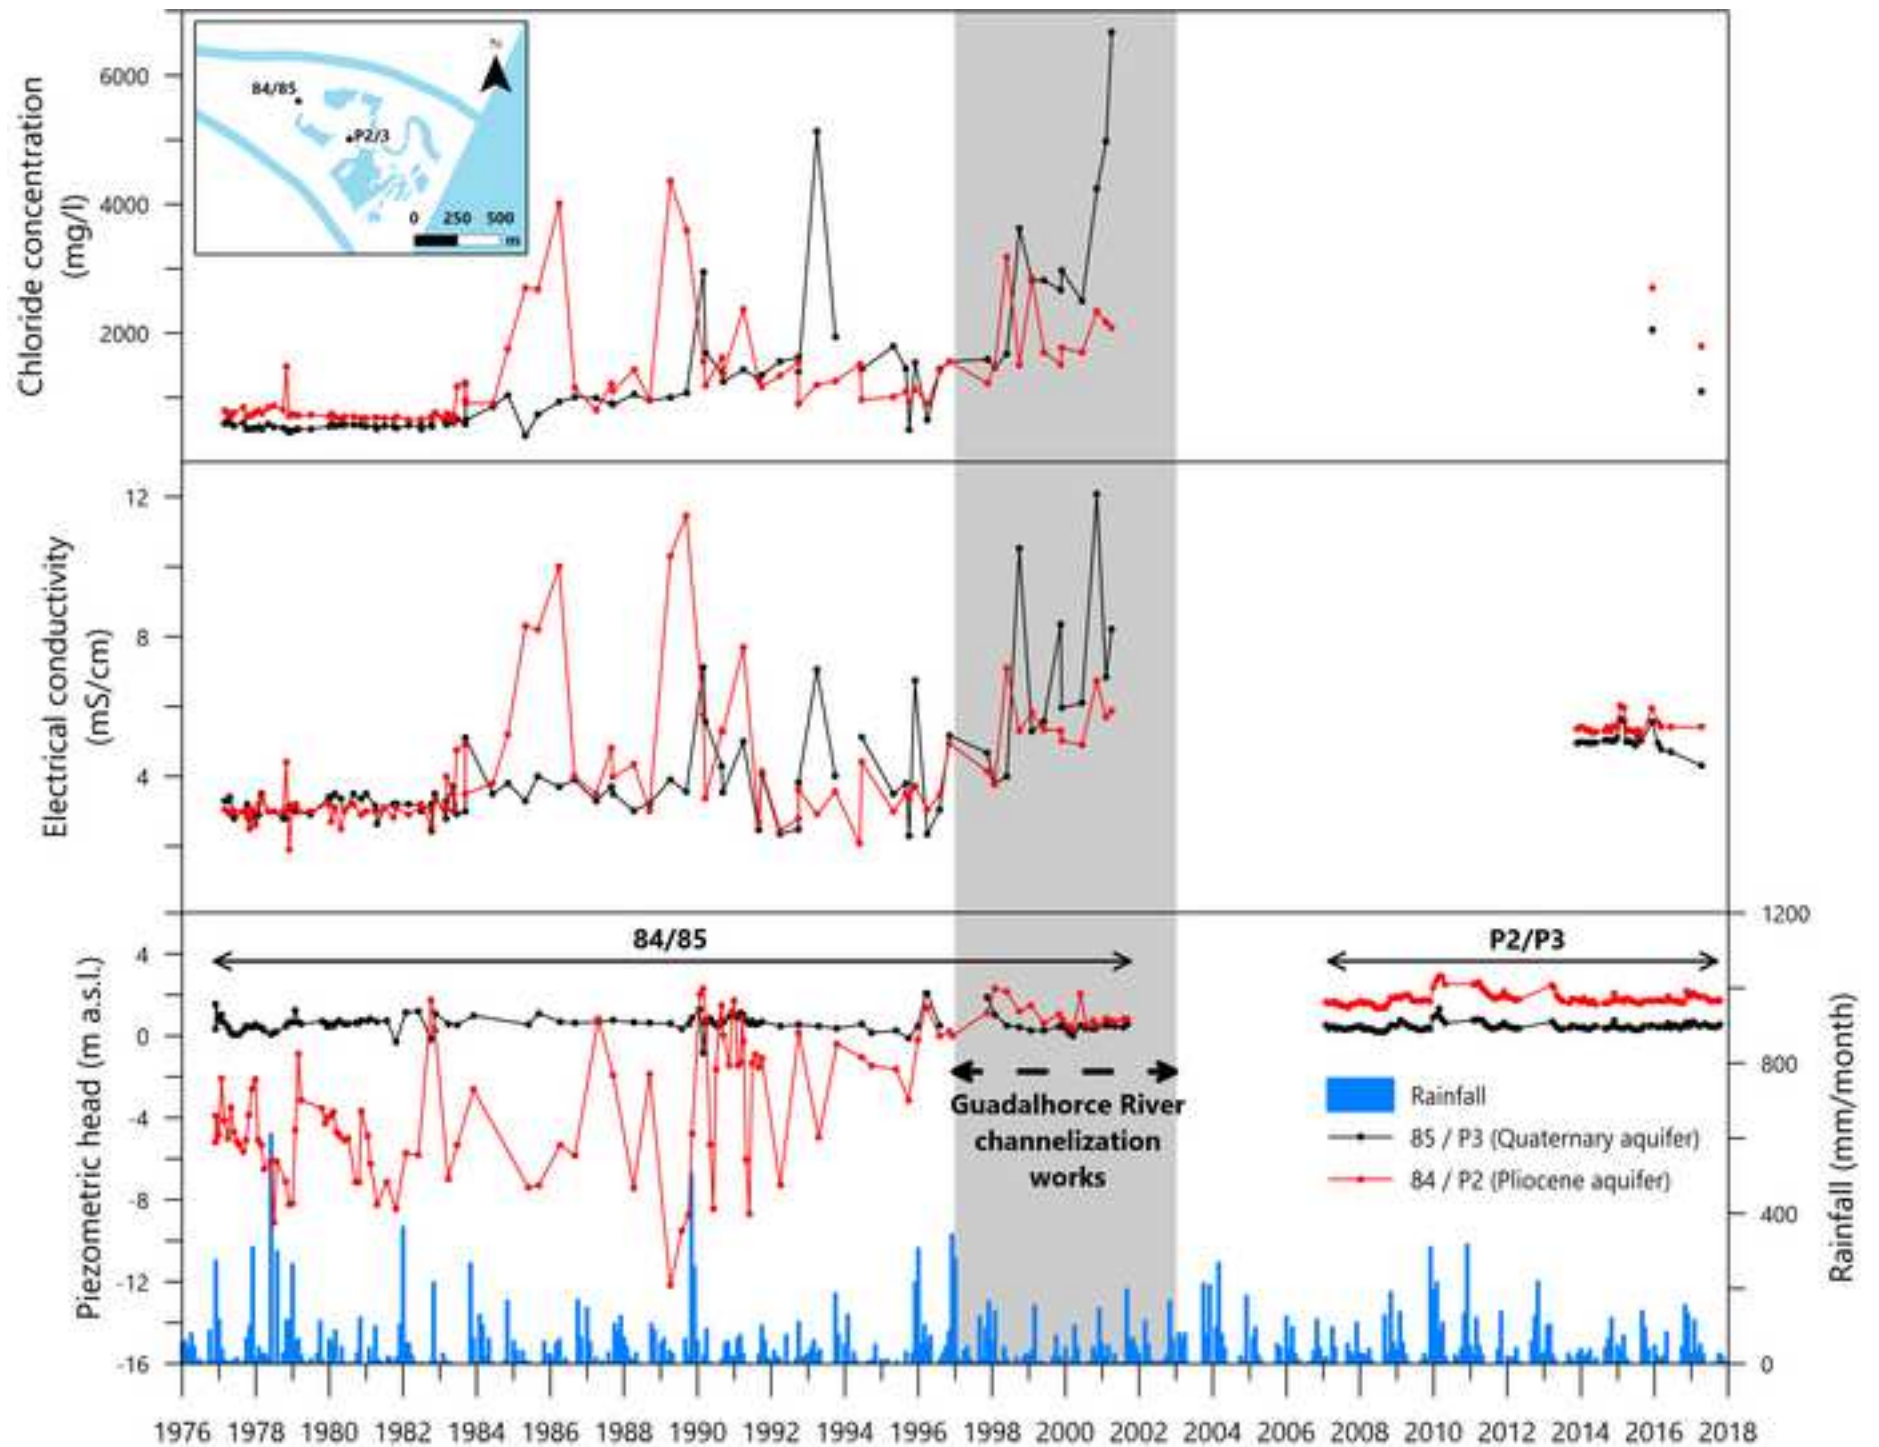 Chloride concentration
(mg/l)
6000
4000
2000
N
84/85
P2/3
0 250 500
m
Electrical conductivity
(mS/cm)
12
8
4
Piezometric head (m a.s.l.)
4
0
-4
-8
-12
-16
84/85
P2/P3
Guadalhorce River
channelization
works
Rainfall
85 / P3 (Quaternary aquifer)
84 / P2 (Pliocene aquifer)
1200
800
400
0
Rainfall (mm/month)
1976 1978 1980 1982 1984 1986 1988 1990 1992 1994 1996 1998 2000 2002 2004 2006 2008 2010 2012 2014 2016 2018